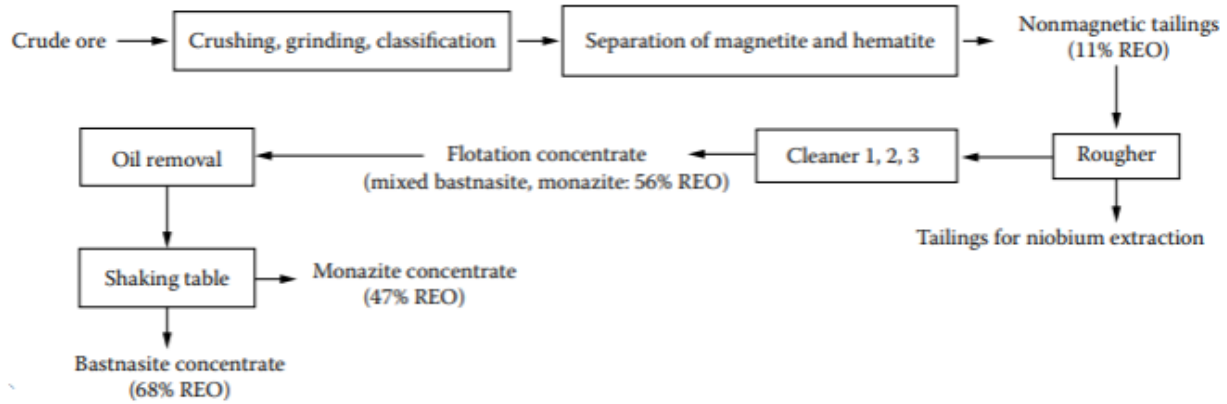 Crude ore
Crushing, grinding, classification
Separation of magnetite and hematite
Nonmagnetic tailings
(11% REO)
Rougher
Cleaner 1, 2, 3
Flotation concentrate
(mixed bastnasite, monazite: 56% REO)
Oil removal
Tailings for niobium extraction
Shaking table
Monazite concentrate
(47% REO)
Bastnasite concentrate
(68% REO)